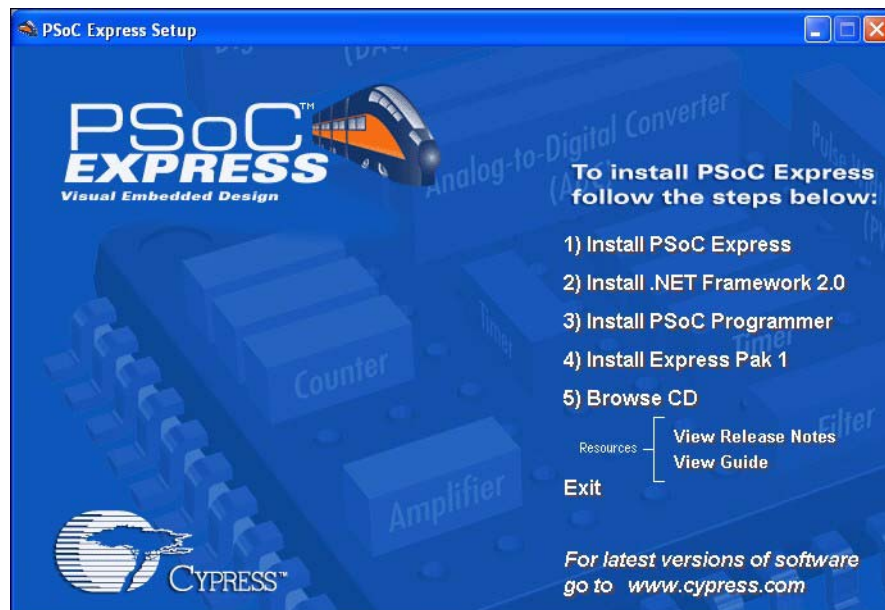 PSoC Express Setup
PSoC™
EXPRESS
Visual Embedded Design
(DAC)
Analog-to-Digital Converter
(ADC)
Timer
Timer
Counter
Filter
Amplifier
To install PSoC Express
follow the steps below:
1) Install PSoC Express
2) Install .NET Framework 2.0
3) Install PSoC Programmer
4) Install Express Pak 1
5) Browse CD
Resources
View Release Notes
View Guide
Exit
CYPRESS™
For latest versions of software
go to www.cypress.com